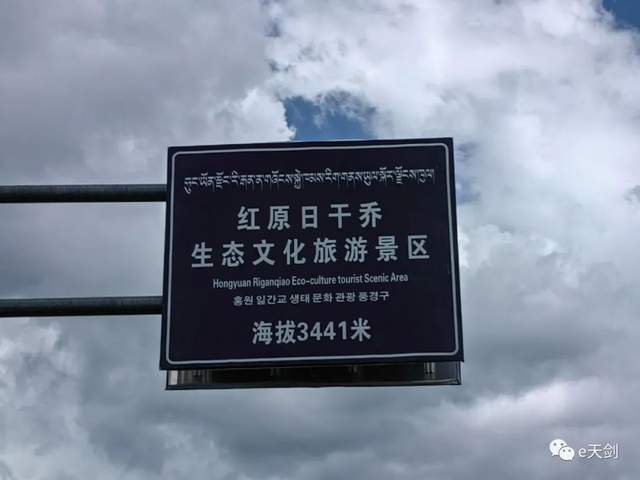 红原日干乔
生态文化旅游景区
Hongyuan Riganqiao Eco-culture tourist Scenic Area
홍원 일간교 생태 문화 관광 풍경구
海拔3441米
e天剑